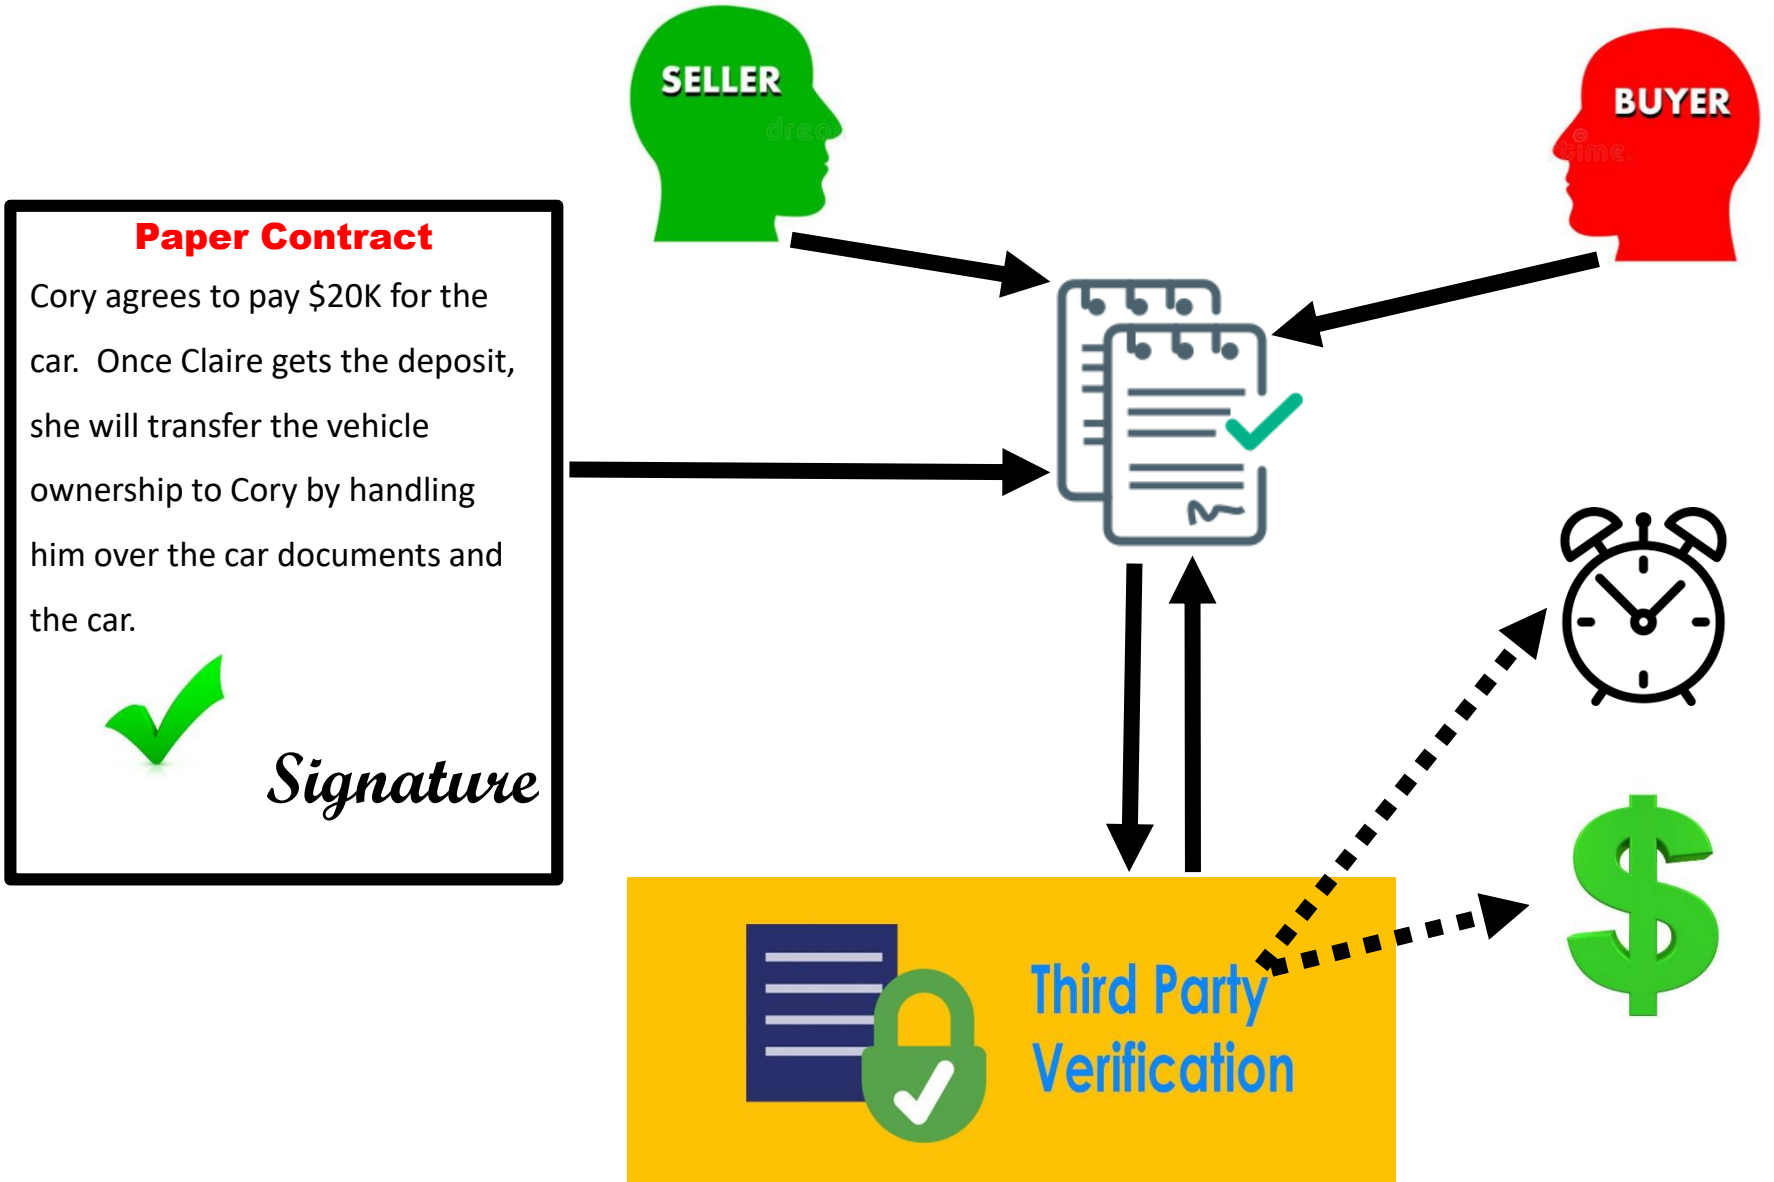 SELLER
drea
BUYER
time.
Paper Contract
Cory agrees to pay $20K for the
car. Once Claire gets the deposit,
she will transfer the vehicle
ownership to Cory by handling
him over the car documents and
the car.
Signature
Third Party
Verification